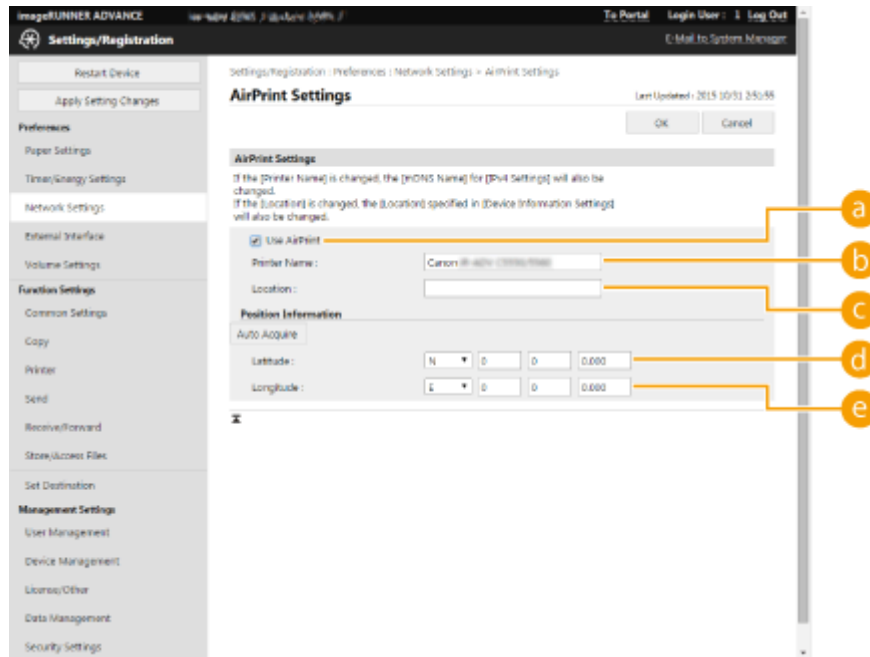 imageRUNNER ADVANCE
To Portal Login User : 1 Log Out
Settings/Registration
E-Mail to System Manager
Restart Device
Apply Setting Changes
Preferences
Paper Settings
Timer/Energy Settings
Network Settings
External Interface
Volume Settings
Function Settings
Common Settings
Copy
Printer
Send
Receive/Forward
Store/Access Files
Set Destination
Management Settings
User Management
Device Management
License/Other
Data Management
Security Settings
Settings/Registration : Preferences : Network Settings > AirPrint Settings
AirPrint Settings
Last Updated : 2015 10/31 2:51:55
OK Cancel
AirPrint Settings
If the [Printer Name] is changed, the [mDNS Name] for [IPv4 Settings] will also be
changed.
If the [Location] is changed, the [Location] specified in [Device Information Settings]
will also be changed.
Use AirPrint
Printer Name : Canon
Location :
Position Information
Auto Acquire
Latitude : N 0 0 0.000
Longitude : E 0 0 0.000
a
b
c
d
e